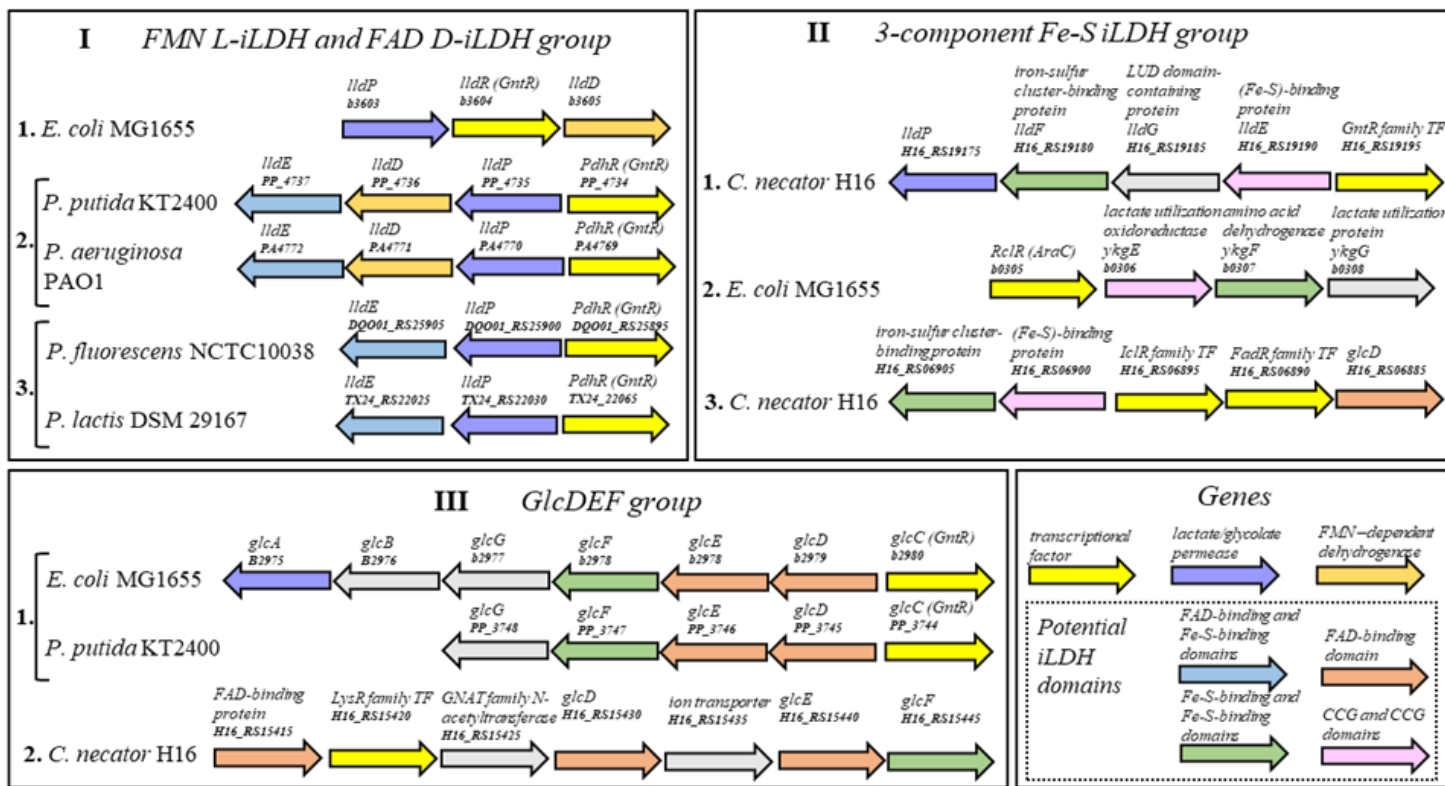 I FMN L-iLDH and FAD D-iLDH group
lldP lldR (GntR) lldD
b3603 b3604 b3605
1. E. coli MG1655
lldE lldD lldP PdhR (GntR)
PP_4737 PP_4736 PP_4735 PP_4734
P. putida KT2400
2.
lldE lldD lldP PdhR (GntR)
PA4772 PA4771 PA4770 PA4769
P. aeruginosa
PAO1
lldE lldP PdhR (GntR)
DQO01_RS25905 DQO01_RS25900 DQO01_RS25895
P. fluorescens NCTC10038
3.
lldE lldP PdhR (GntR)
TX24_RS22025 TX24_RS22030 TX24_22065
P. lactis DSM 29167
II 3-component Fe-S iLDH group
iron-sulfur LUD domain-
cluster-binding containing (Fe-S)-binding
protein protein protein
lldP lldF lldG lldE GntR family TF
H16_RS19175 H16_RS19180 H16_RS19185 H16_RS19190 H16_RS19195
1. C. necator H16
lactate utilization amino acid lactate utilization
oxidoreductase dehydrogenase protein
RclR (AraC) ykgE ykgF ykgG
b0305 b0306 b0307 b0308
2. E. coli MG1655
iron-sulfur cluster- (Fe-S)-binding
binding protein protein IclR family TF FadR family TF glcD
H16_RS06905 H16_RS06900 H16_RS06895 H16_RS06890 H16_RS06885
3. C. necator H16
III GlcDEF group
glcA glcB glcG glcF glcE glcD glcC (GntR)
B2975 B2976 b2977 b2978 b2978 b2979 b2980
E. coli MG1655
1.
glcG glcF glcE glcD glcC (GntR)
PP_3748 PP_3747 PP_3746 PP_3745 PP_3744
P. putida KT2400
FAD-binding LysR family TF GNAT family N- glcD ion transporter glcE glcF
protein H16_RS15420 acetyltransferase H16_RS15430 H16_RS15435 H16_RS15440 H16_RS15445
H16_RS15415 H16_RS15425
2. C. necator H16
Genes
transcriptional lactate/glycolate FMN–dependent
factor permease dehydrogenase
Potential
iLDH
domains
FAD-binding and
Fe-S-binding
domains
FAD-binding
domain
Fe-S-binding and
Fe-S-binding
domains
CCG and CCG
domains